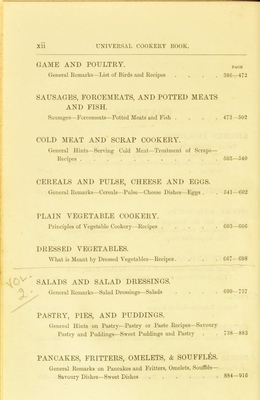 xii UNIVERSAL COOKERY BOOK.
GAME AND POULTRY. PAGE
General Remarks—List of Birds and Recipes . . . . 386—472
SAUSAGES, FORCEMEATS, AND POTTED MEATS
AND FISH.
Sausages—Forcemeats—Potted Meats and Fish . . . . 473—502
COLD MEAT AND SCRAP COOKERY.
General Hints—Serving Cold Meat—Treatment of Scraps—
Recipes . . . . . . . . . 503—540
CEREALS AND PULSE, CHEESE AND EGGS.
General Remarks—Cereals—Pulse—Cheese Dishes—Eggs . . 541—602
PLAIN VEGETABLE COOKERY.
Principles of Vegetable Cookery—Recipes . . . . 603—666
DRESSED VEGETABLES.
What is Meant by Dressed Vegetables—Recipes . . . 667—698
VOL.
2.
SALADS AND SALAD DRESSINGS.
General Remarks—Salad Dressings—Salads . . . . 699—737
PASTRY, PIES, AND PUDDINGS.
General Hints on Pastry—Pastry or Paste Recipes—Savoury
Pastry and Puddings—Sweet Puddings and Pastry . . 738—883
PANCAKES, FRITTERS, OMELETS, & SOUFFLÉS.
General Remarks on Pancakes and Fritters, Omelets, Soufflés—
Savoury Dishes—Sweet Dishes . . . . . 884—916